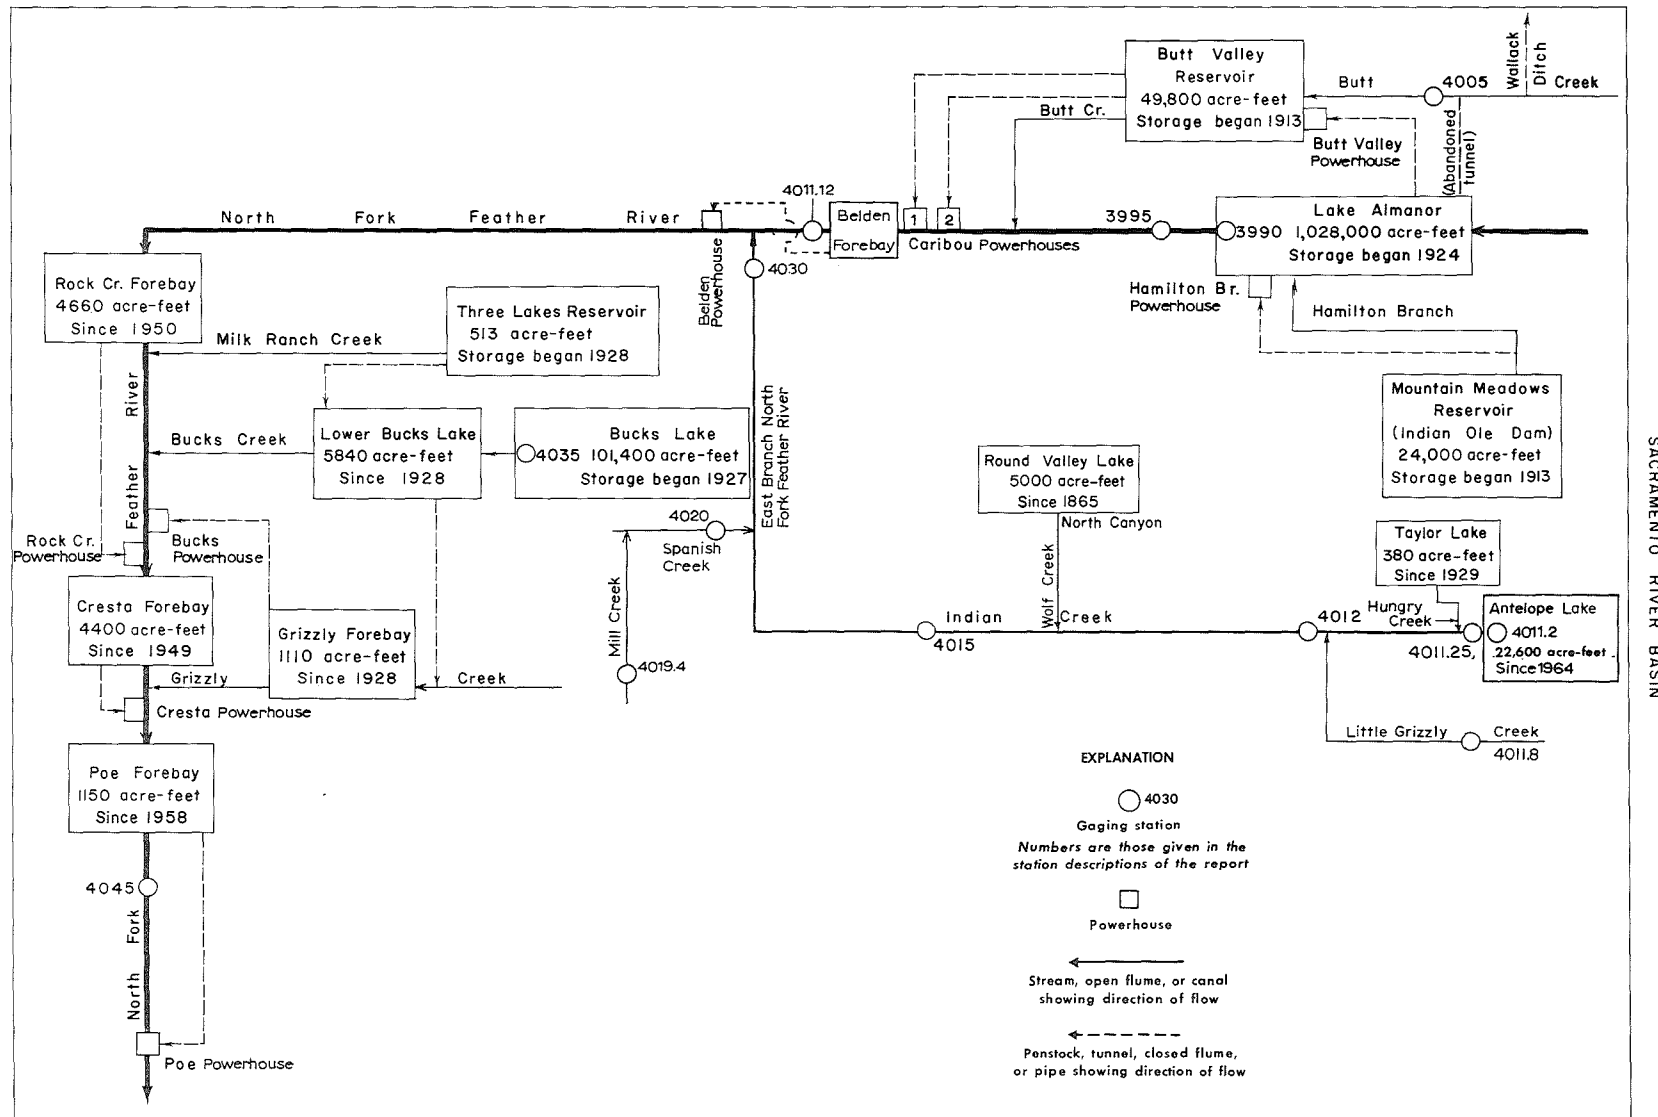 Butt Valley
Reservoir
49,800 acre-feet
Storage began 1913
Butt
4005
Creek
Wallack
Ditch
Butt Cr.
Butt Valley
Powerhouse
(Abandoned
tunnel)
North Fork Feather River
4011.12
Belden
Forebay
1
2
Caribou Powerhouses
3995
3990
Lake Almanor
1,028,000 acre-feet
Storage began 1924
Belden
Powerhouse
4030
Hamilton Br.
Powerhouse
Hamilton Branch
Rock Cr. Forebay
4660 acre-feet
Since 1950
Three Lakes Reservoir
513 acre-feet
Storage began 1928
Milk Ranch Creek
Mountain Meadows
Reservoir
(Indian Ole Dam)
24,000 acre-feet
Storage began 1913
River
Feather
Bucks Creek
Lower Bucks Lake
5840 acre-feet
Since 1928
Bucks Lake
4035 101,400 acre-feet
Storage began 1927
East Branch North
Fork Feather River
Round Valley Lake
5000 acre-feet
Since 1865
North Canyon
Wolf Creek
Rock Cr.
Powerhouse
Bucks
Powerhouse
4020
Spanish
Creek
Mill Creek
4019.4
Taylor Lake
380 acre-feet
Since 1929
Hungry
Creek
Antelope Lake
4011.2
22,600 acre-feet
Since 1964
4011.25
4012
Indian Creek
4015
Little Grizzly Creek
4011.8
Cresta Forebay
4400 acre-feet
Since 1949
Grizzly Forebay
1110 acre-feet
Since 1928
Grizzly
Creek
Cresta Powerhouse
Poe Forebay
1150 acre-feet
Since 1958
4045
North Fork
Poe Powerhouse
EXPLANATION
4030
Gaging station
Numbers are those given in the
station descriptions of the report
Powerhouse
Stream, open flume, or canal
showing direction of flow
Penstock, tunnel, closed flume,
or pipe showing direction of flow
SACRAMENTO RIVER BASIN